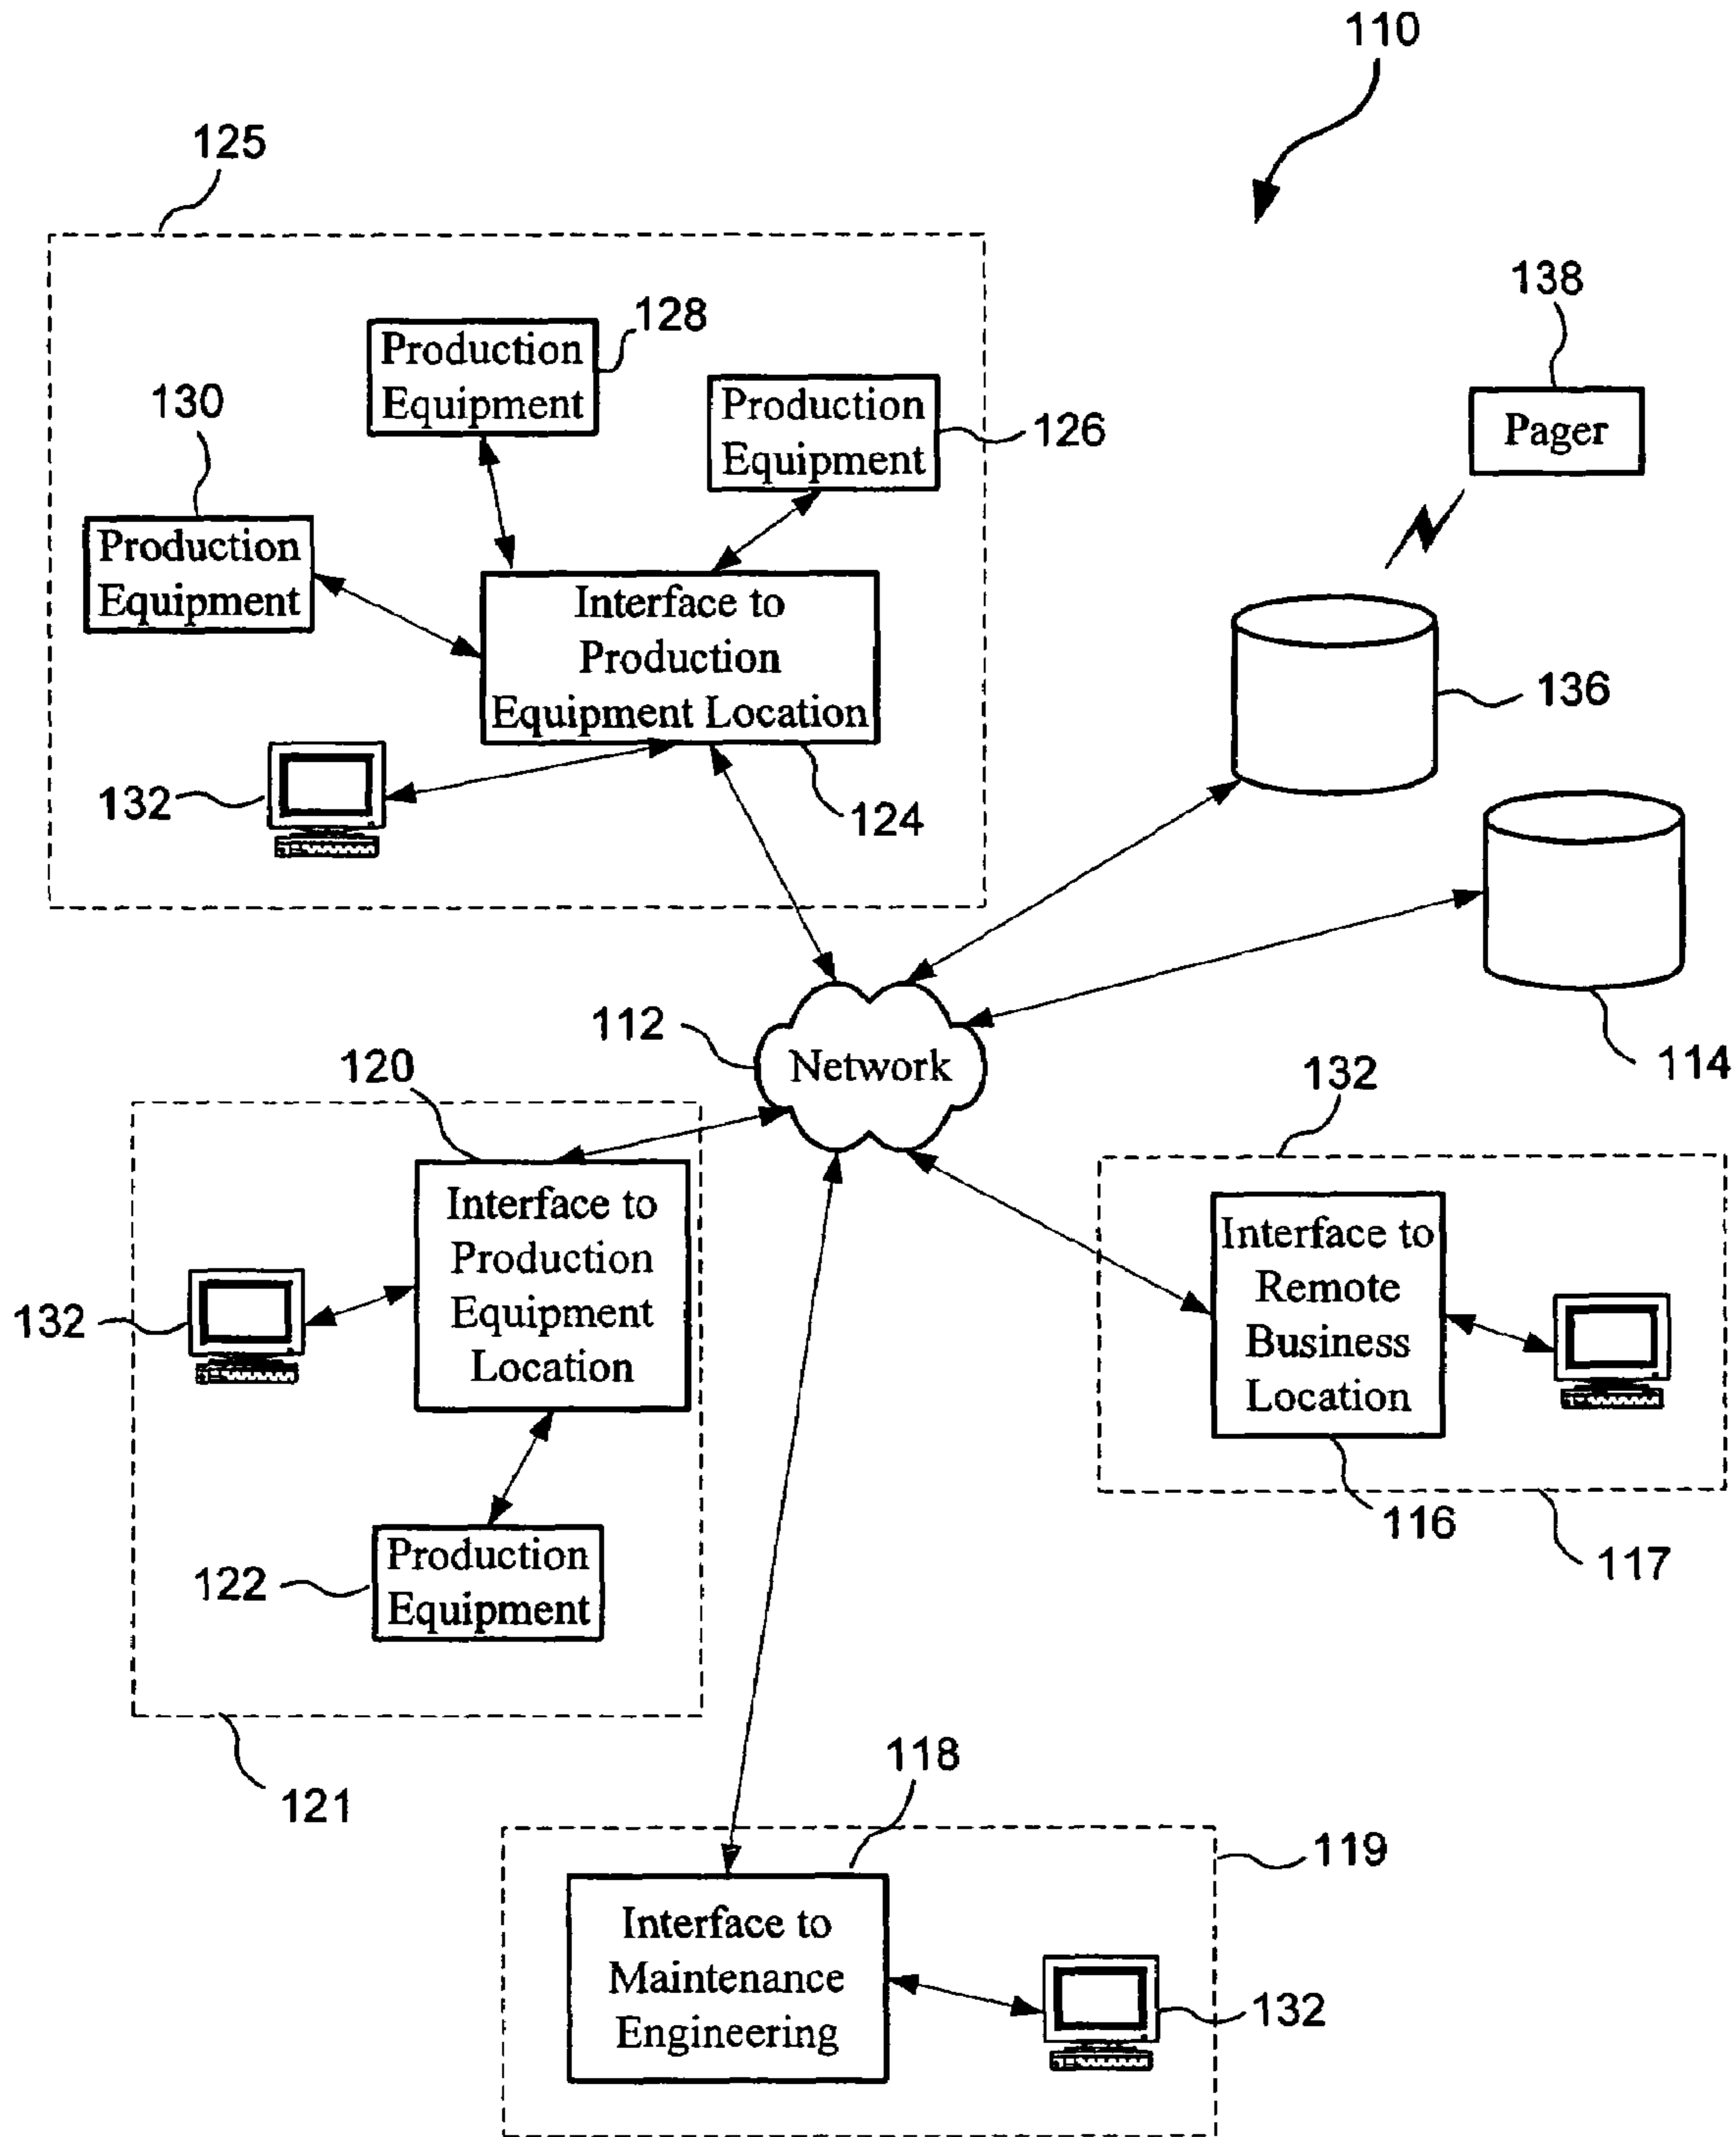 110
125
138
128
Production
Equipment
Production
Equipment
126
130
Pager
Production
Equipment
Interface to
Production
Equipment Location
136
132
124
112
Network
114
120
132
Interface to
Production
Equipment
Location
132
Interface to
Remote
Business
Location
116
117
Production
Equipment
122
121
118
119
Interface to
Maintenance
Engineering
132